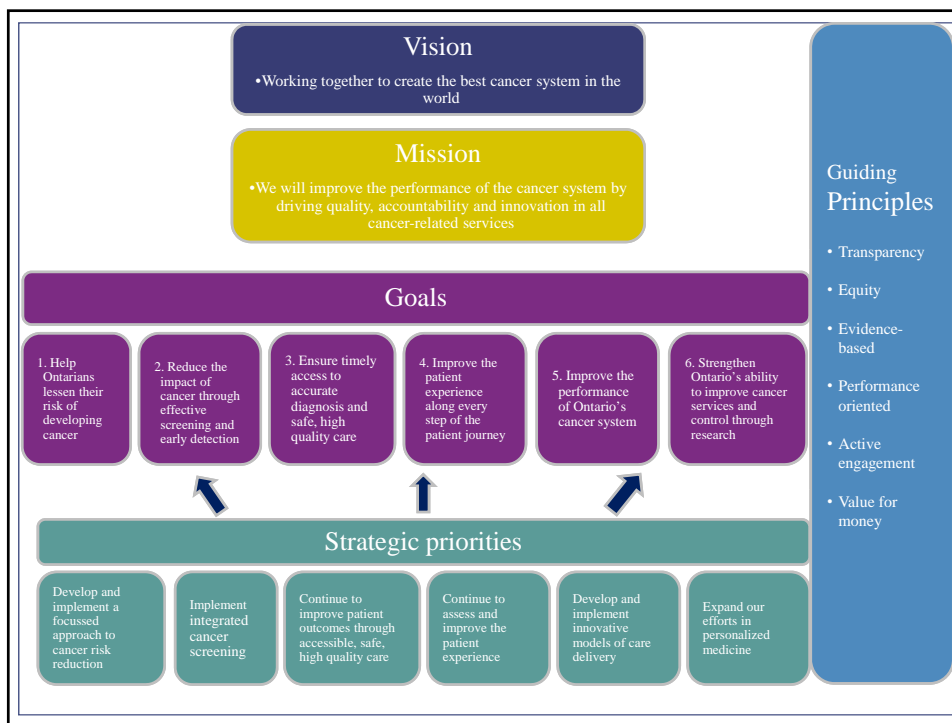 Vision
•Working together to create the best cancer system in the
world
Mission
•We will improve the performance of the cancer system by
driving quality, accountability and innovation in all
cancer-related services
Goals
1. Help
Ontarians
lessen their
risk of
developing
cancer
2. Reduce the
impact of
cancer through
effective
screening and
early detection
3. Ensure timely
access to
accurate
diagnosis and
safe, high
quality care
4. Improve the
patient
experience
along every
step of the
patient journey
5. Improve the
performance
of Ontario's
cancer system
6. Strengthen
Ontario's ability
to improve cancer
services and
control through
research
Strategic priorities
Develop and
implement a
focussed
approach to
cancer risk
reduction
Implement
integrated
cancer
screening
Continue to
improve patient
outcomes through
accessible, safe,
high quality care
Continue to
assess and
improve the
patient
experience
Develop and
implement
innovative
models of care
delivery
Expand our
efforts in
personalized
medicine
Guiding
Principles
• Transparency
• Equity
• Evidence-
based
• Performance
oriented
• Active
engagement
• Value for
money